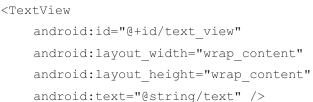 <TextView
    android:id="@+id/text_view"
    android:layout_width="wrap_content"
    android:layout_height="wrap_content"
    android:text="@string/text" />